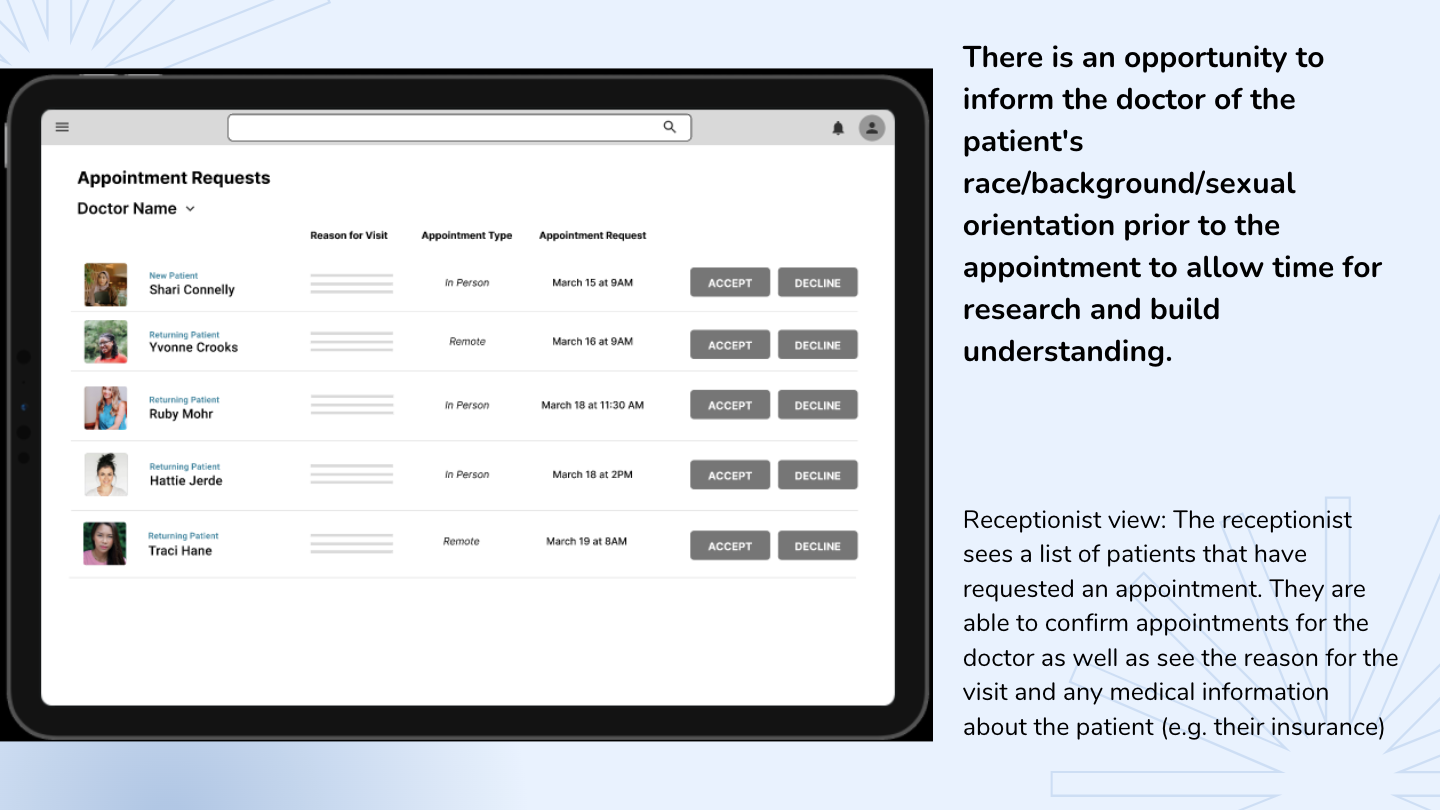 There is an opportunity to
inform the doctor of the
patient's
race/background/sexual
orientation prior to the
appointment to allow time for
research and build
understanding.
Appointment Requests
Doctor Name
Reason for Visit Appointment Type Appointment Request
New Patient
Shari Connelly In Person March 15 at 9AM ACCEPT DECLINE
Returning Patient
Yvonne Crooks Remote March 16 at 9AM ACCEPT DECLINE
Returning Patient
Ruby Mohr In Person March 18 at 11:30 AM ACCEPT DECLINE
Returning Patient
Hattie Jerde In Person March 18 at 2PM ACCEPT DECLINE
Returning Patient
Traci Hane Remote March 19 at 8AM ACCEPT DECLINE
Receptionist view: The receptionist
sees a list of patients that have
requested an appointment. They are
able to confirm appointments for the
doctor as well as see the reason for the
visit and any medical information
about the patient (e.g. their insurance)